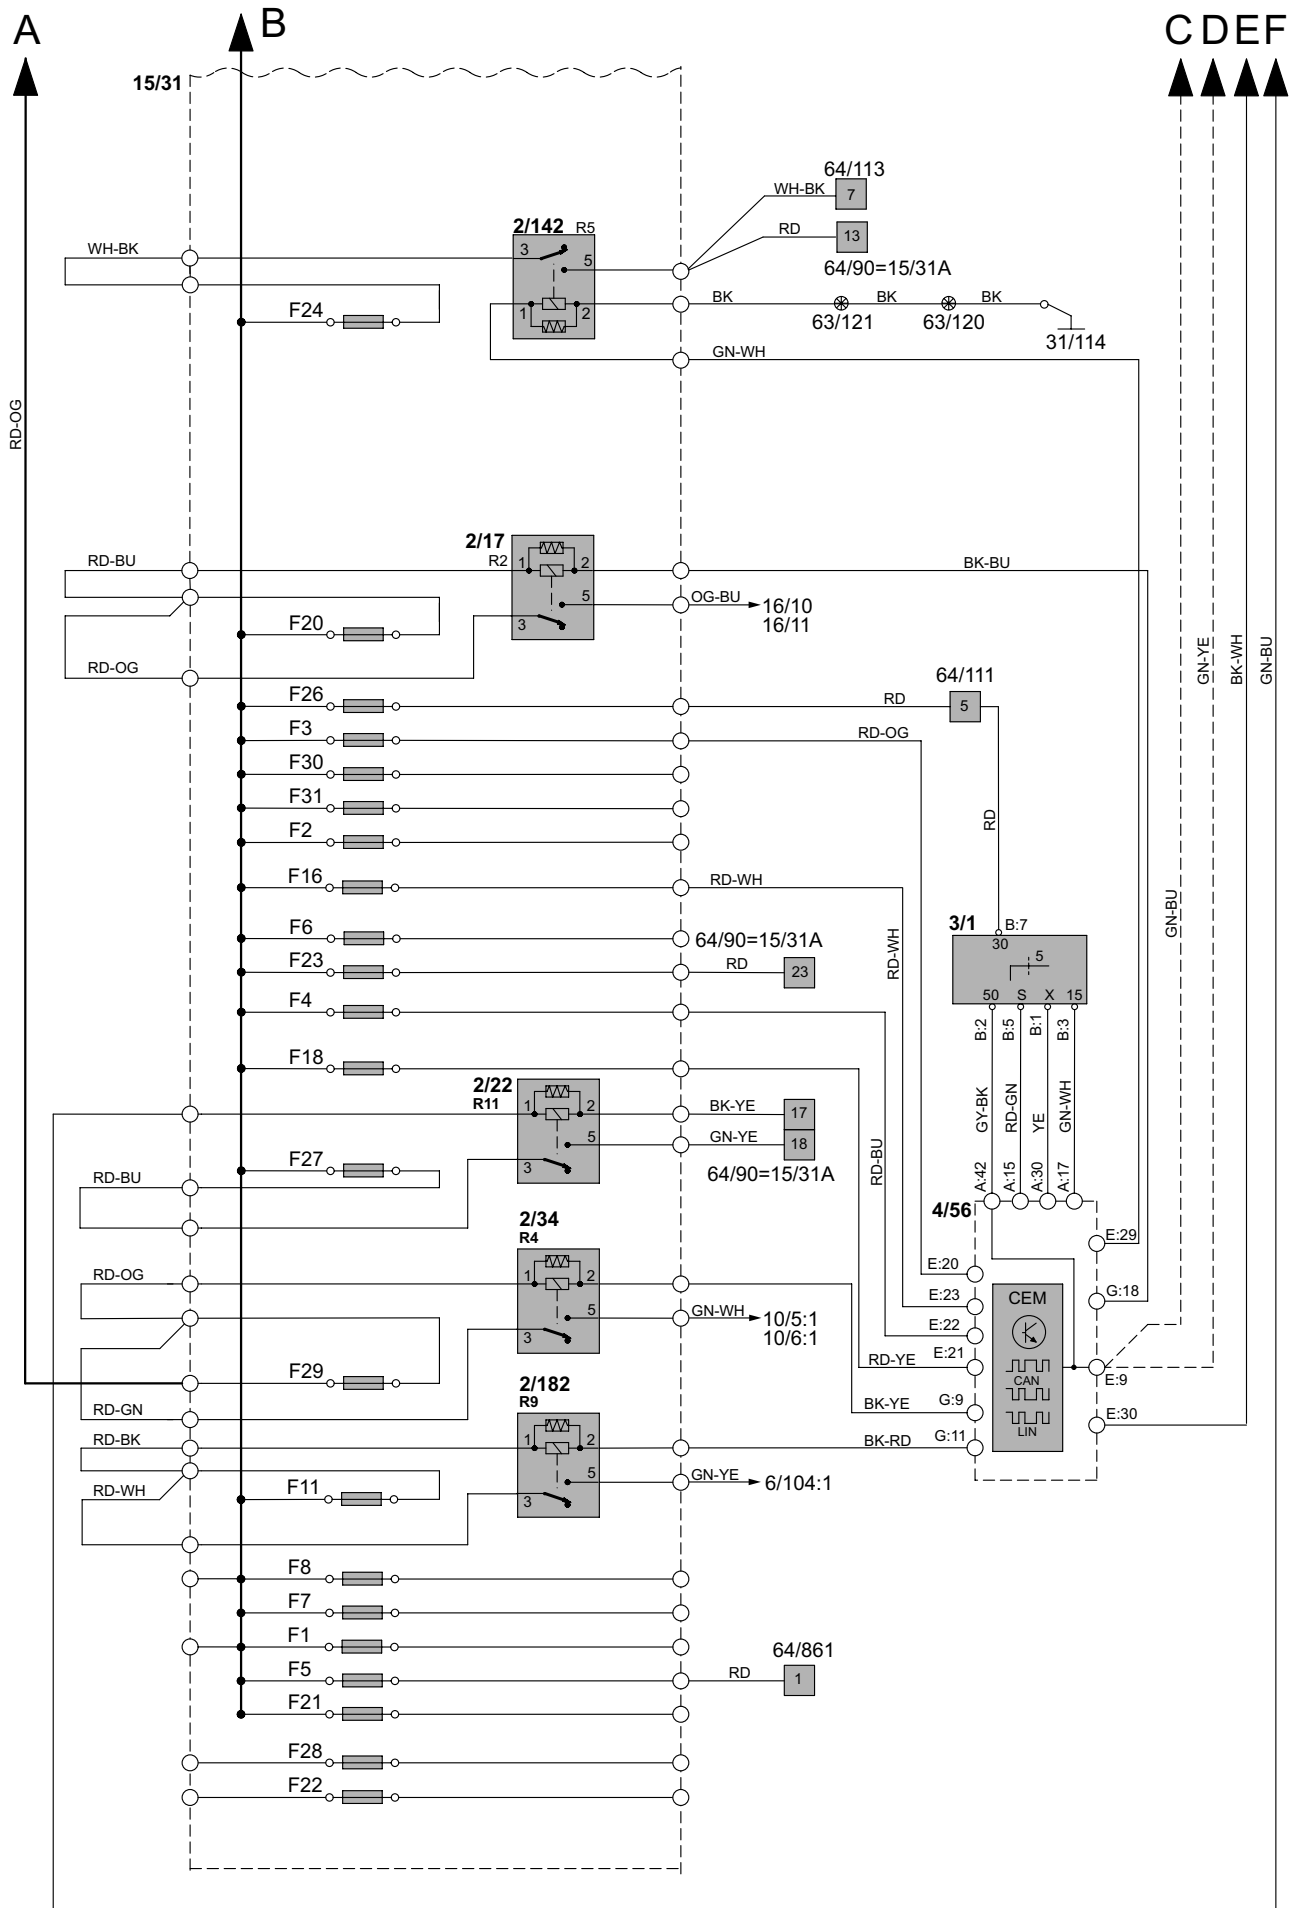 A
B
C D E F
15/31
64/113
WH-BK
7
2/142 R5
RD
13
WH-BK
3
5
64/90=15/31A
F24
1
2
BK
BK
BK
63/121
63/120
31/114
GN-WH
RD-OG
2/17
RD-BU
R2
1
2
BK-BU
5
OG-BU
16/10
16/11
F20
3
GN-YE
BK-WH
GN-BU
RD-OG
64/111
F26
RD
5
F3
RD-OG
F30
F31
RD
F2
F16
RD-WH
GN-BU
3/1
B:7
F6
64/90=15/31A
RD-WH
30
5
F23
RD
23
F4
50 S X 15
B:2
B:5
B:1
B:3
F18
2/22
R11
1
2
BK-YE
17
GY-BK
RD-GN
YE
GN-WH
5
GN-YE
18
F27
3
64/90=15/31A
RD-BU
RD-BU
A:42
A:15
A:30
A:17
2/34
R4
4/56
E:29
RD-OG
1
2
E:20
5
GN-WH
10/5:1
10/6:1
E:23
CEM
G:18
3
E:22
F29
RD-YE
E:21
CAN
E:9
2/182
R9
RD-GN
BK-YE
G:9
LIN
E:30
RD-BK
1
2
BK-RD
G:11
5
GN-YE
6/104:1
RD-WH
F11
3
F8
F7
F1
64/861
F5
RD
1
F21
F28
F22